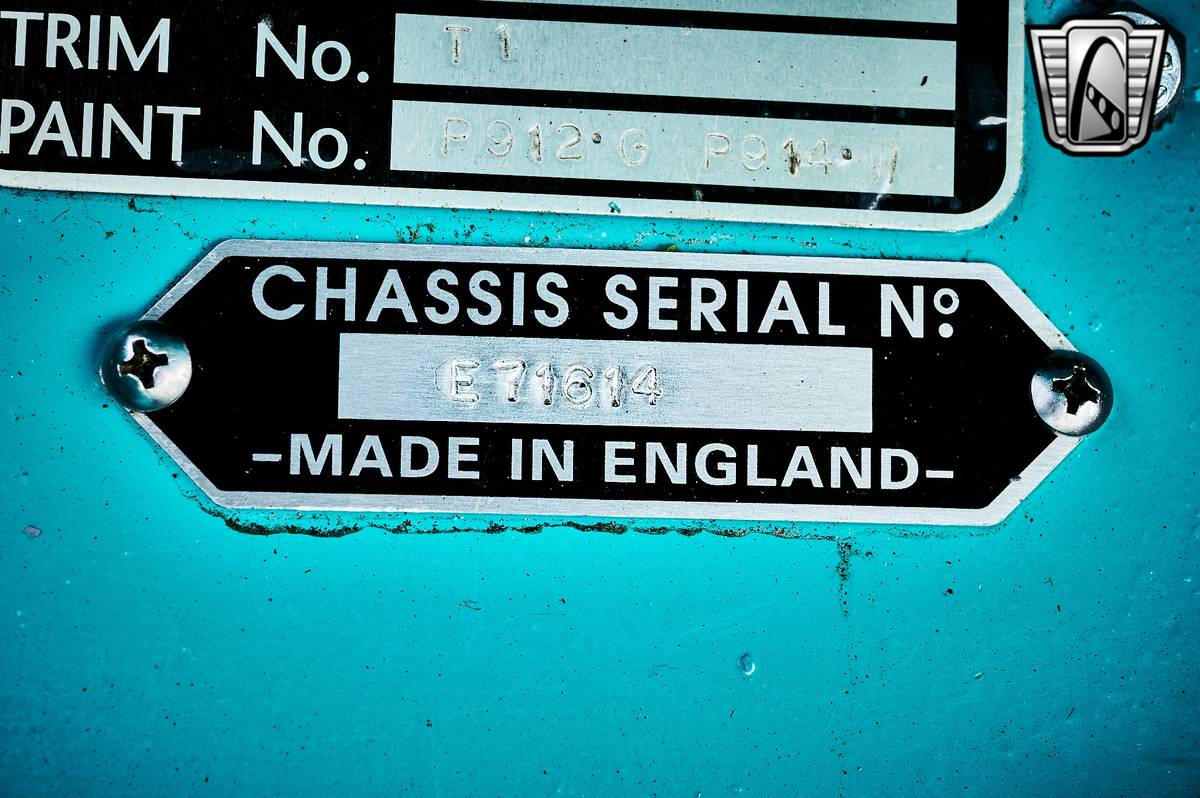 TRIM No. T1
PAINT No. P912·G P914·
CHASSIS SERIAL Nº
E71614
–MADE IN ENGLAND–